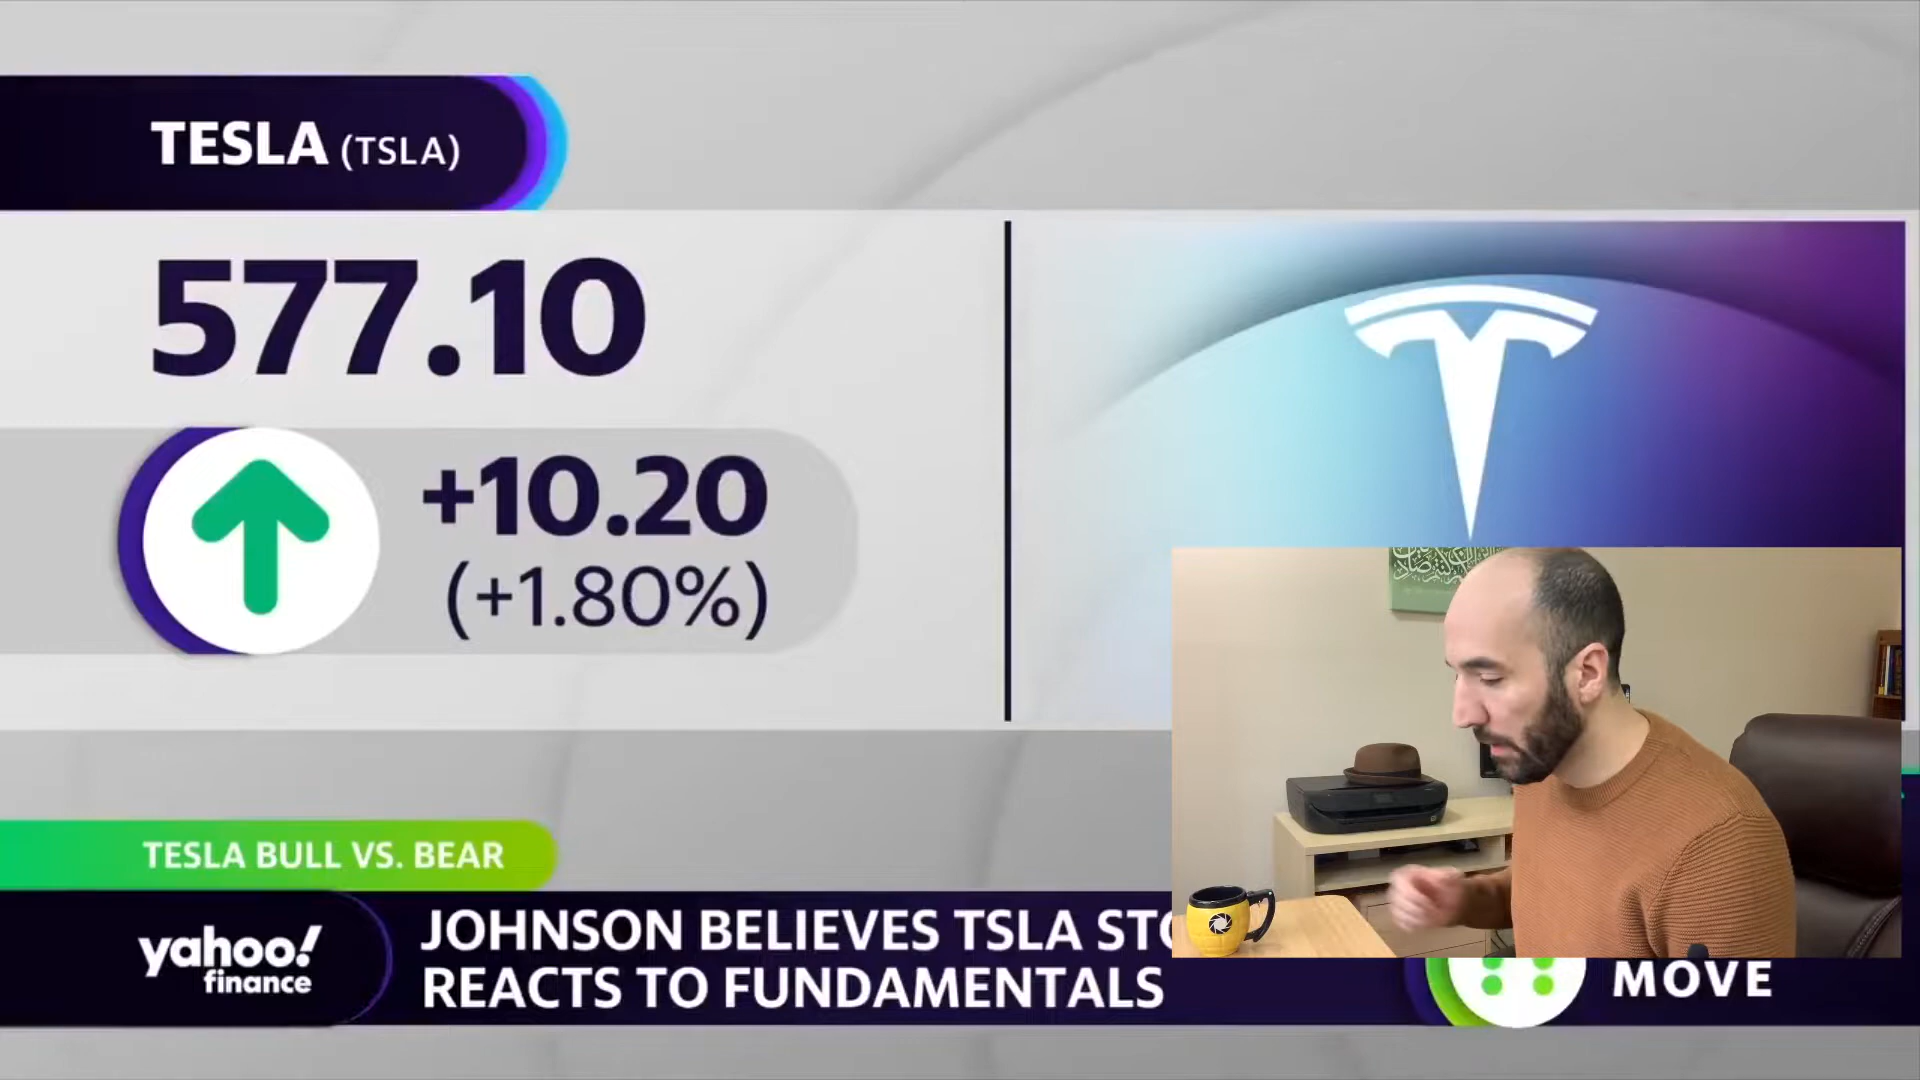 TESLA (TSLA)
577.10
+10.20
(+1.80%)
TESLA BULL VS. BEAR
yahoo!
finance
JOHNSON BELIEVES TSLA
REACTS TO FUNDAMENTALS
MOVE